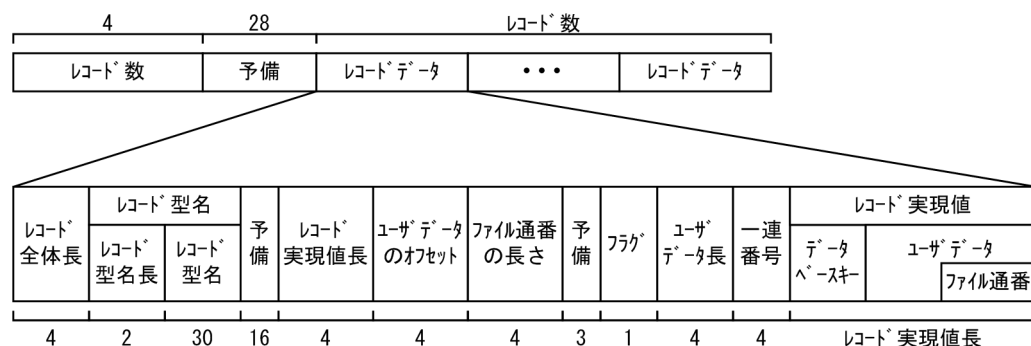 4 28 ﾚｺｰﾄﾞ数
ﾚｺｰﾄﾞ数 予備 ﾚｺｰﾄﾞﾃﾞｰﾀ ・・・ ﾚｺｰﾄﾞﾃﾞｰﾀ
ﾚｺｰﾄﾞ
全体長
ﾚｺｰﾄﾞ型名
ﾚｺｰﾄﾞ
型名長
ﾚｺｰﾄﾞ
型名
予
備
ﾚｺｰﾄﾞ
実現値長
ﾕｰｻﾞﾃﾞｰﾀ
のｵﾌｾｯﾄ
ﾌｧｲﾙ通番
の長さ
予
備
ﾌﾗｸﾞ
ﾕｰｻﾞ
ﾃﾞｰﾀ長
一連
番号
ﾚｺｰﾄﾞ実現値
ﾃﾞｰﾀ
ﾍﾞｰｽｷｰ
ﾕｰｻﾞﾃﾞｰﾀ
ﾌｧｲﾙ通番
4 2 30 16 4 4 4 3 1 4 4 ﾚｺｰﾄﾞ実現値長